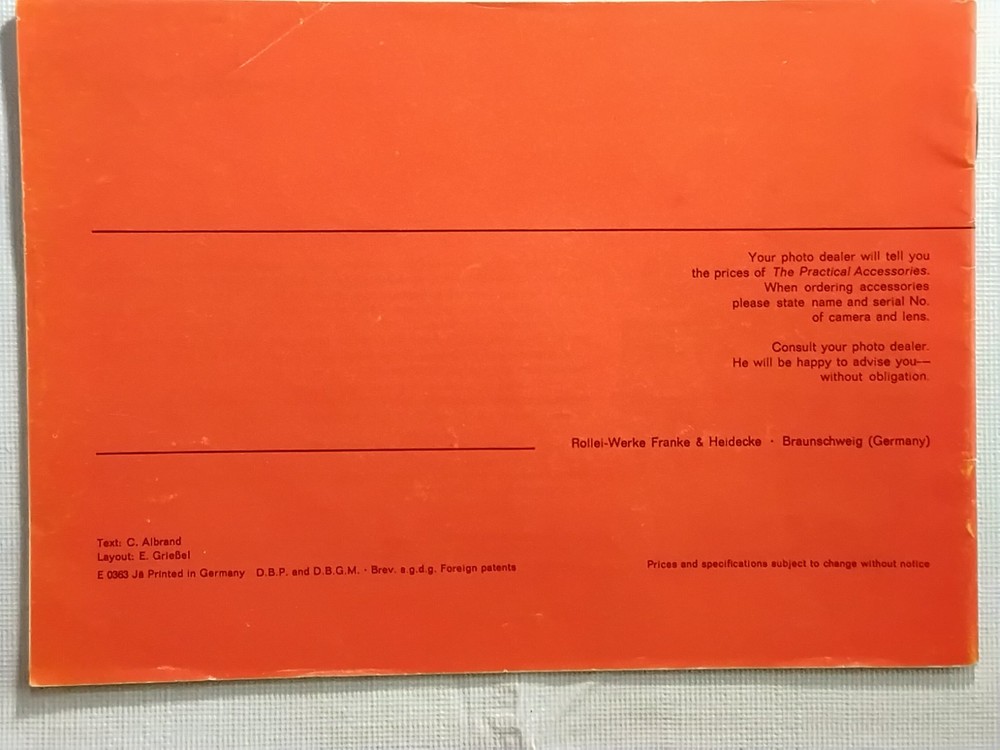 Your photo dealer will tell you
the prices of The Practical Accessories.
When ordering accessories
please state name and serial No.
of camera and lens.
Consult your photo dealer.
He will be happy to advise you—
without obligation.
Rollei-Werke Franke & Heidecke · Braunschweig (Germany)
Text: C. Albrand
Layout: E. Grießel
E 0363 Jä Printed in Germany D.B.P. and D.B.G.M. · Brev. s.g.d.g. Foreign patents
Prices and specifications subject to change without notice